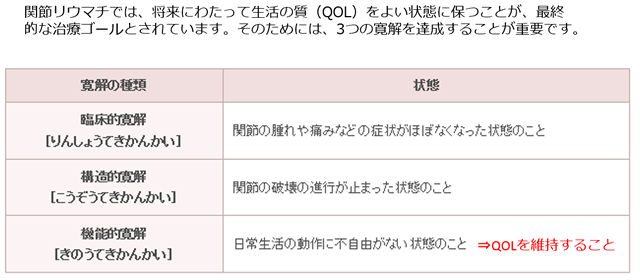 関節リウマチでは、将来にわたって生活の質（QOL）をよい状態に保つことが、最終
的な治療ゴールとされています。そのためには、3つの寛解を達成することが重要です。
寛解の種類 状態
臨床的寛解
[りんしょうてきかんかい]
関節の腫れや痛みなどの症状がほぼなくなった状態のこと
構造的寛解
[こうぞうてきかんかい]
関節の破壊の進行が止まった状態のこと
機能的寛解
[きのうてきかんかい]
日常生活の動作に不自由がない状態のこと ⇒QOLを維持すること